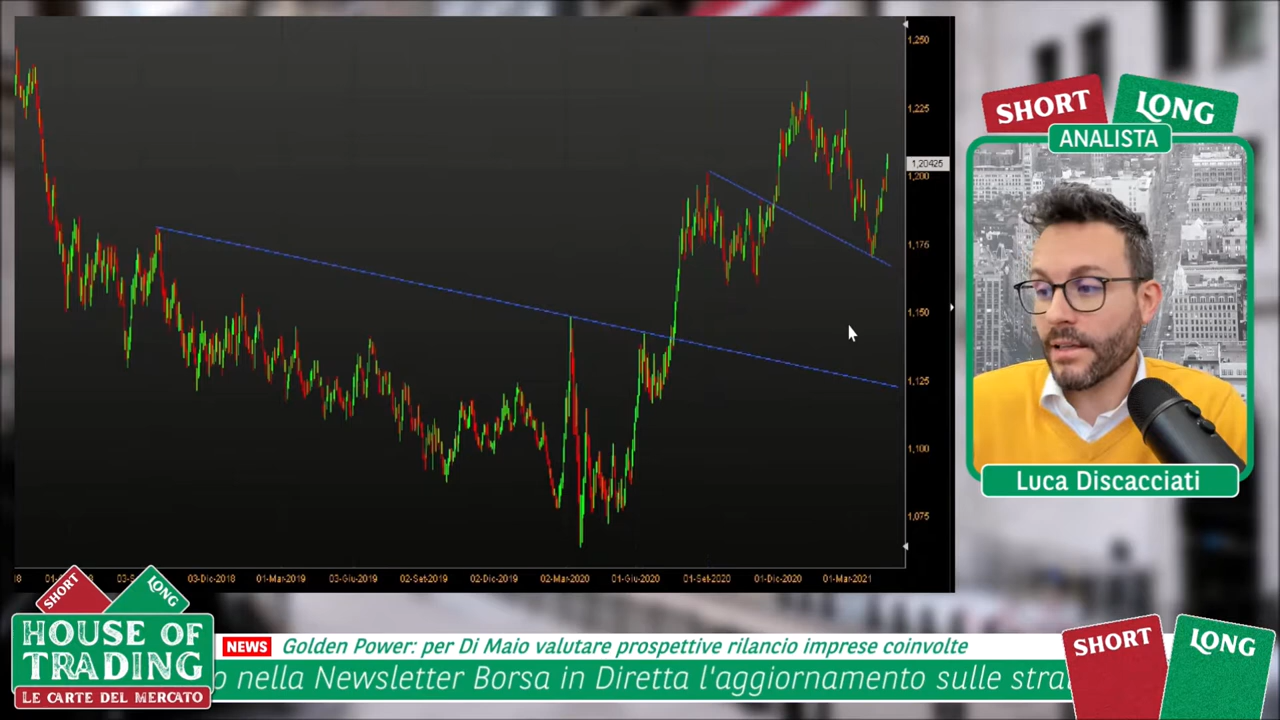 1,250
1,225
1,20425
1,200
1,175
1,150
1,125
1,100
1,075
03-Dic-2018
01-Mar-2019
03-Giu-2019
02-Set-2019
02-Dic-2019
02-Mar-2020
01-Giu-2020
01-Set-2020
01-Dic-2020
01-Mar-2021
SHORT
LONG
ANALISTA
Luca Discacciati
SHORT
LONG
HOUSE OF
TRADING
LE CARTE DEL MERCATO
NEWS
Golden Power: per Di Maio valutare prospettive rilancio imprese coinvolte
o nella Newsletter Borsa in Diretta l'aggiornamento sulle stra
SHORT
LONG